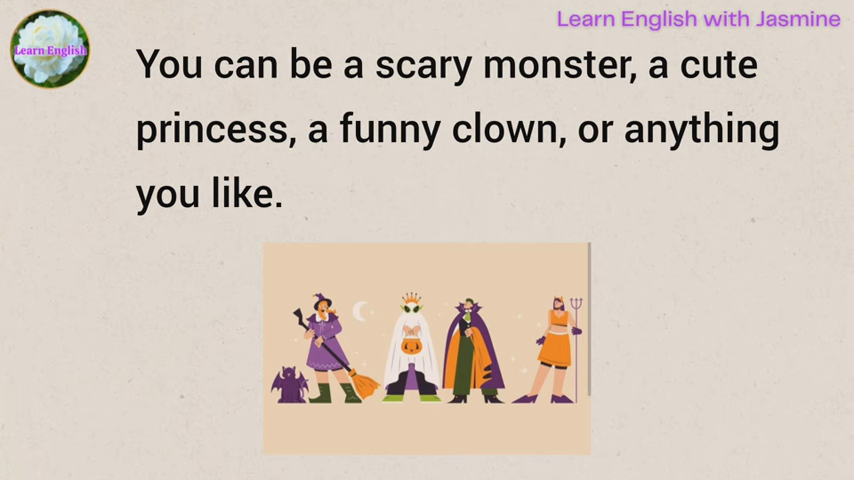 Learn English with Jasmine
Learn English
You can be a scary monster, a cute
princess, a funny clown, or anything
you like.